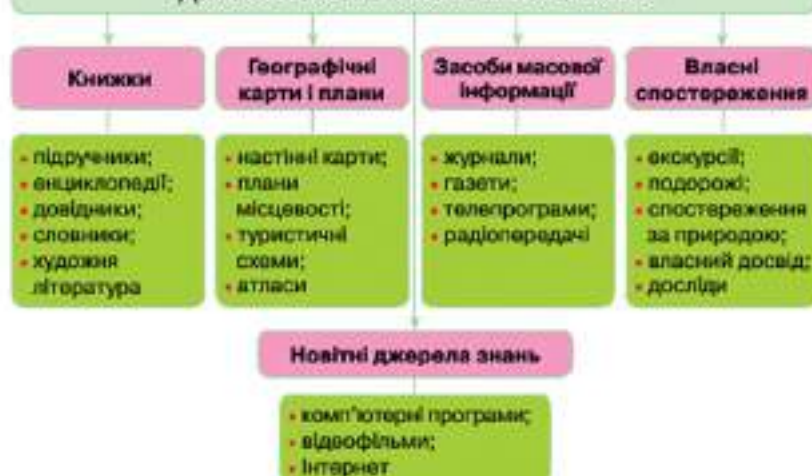 Книжки
Географічні
карти і плани
Засоби масової
інформації
Власні
спостереження
• підручники;
• енциклопедії;
• довідники;
• словники;
• художня
література
• настінні карти;
• плани
місцевості;
• туристичні
схеми;
• атласи
• журнали;
• газети;
• телепрограми;
• радіопередачі
• екскурсії;
• подорожі;
• спостереження
за природою;
• власний досвід;
• досліди
Новітні джерела знань
• комп'ютерні програми;
• відеофільми;
• Інтернет